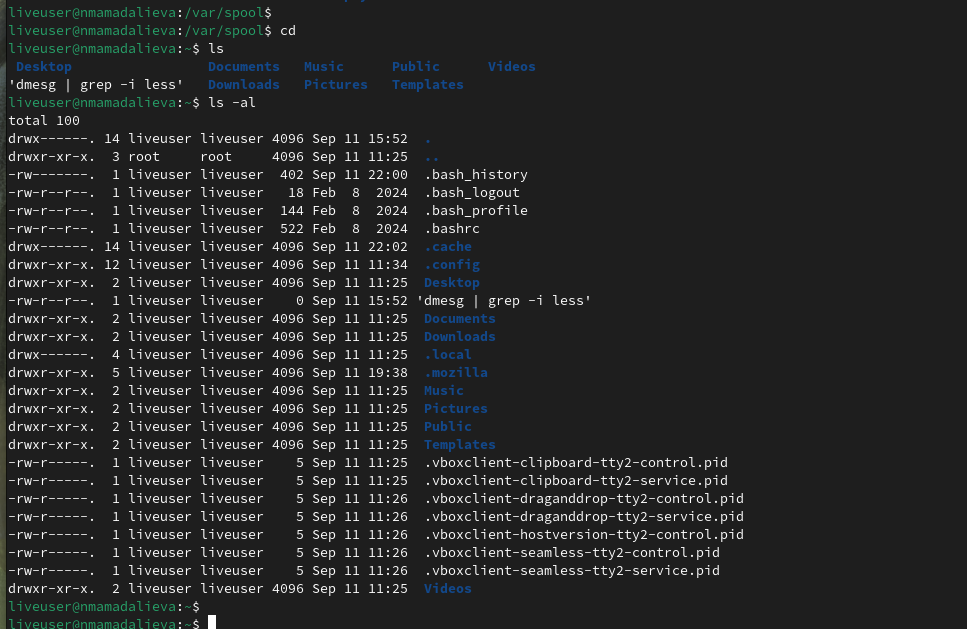 liveuser@nmamadalieva:/var/spool$
liveuser@nmamadalieva:/var/spool$ cd
liveuser@nmamadalieva:~$ ls
 Desktop                 Documents   Music      Public      Videos
'dmesg | grep -i less'   Downloads   Pictures   Templates
liveuser@nmamadalieva:~$ ls -al
total 100
drwx------. 14 liveuser liveuser 4096 Sep 11 15:52  .
drwxr-xr-x.  3 root     root     4096 Sep 11 11:25  ..
-rw-------. 1 liveuser liveuser  402 Sep 11 22:00  .bash_history
-rw-r--r--.  1 liveuser liveuser   18 Feb  8  2024  .bash_logout
-rw-r--r--.  1 liveuser liveuser  144 Feb  8  2024  .bash_profile
-rw-r--r--.  1 liveuser liveuser  522 Feb  8  2024  .bashrc
drwx------. 14 liveuser liveuser 4096 Sep 11 22:02  .cache
drwxr-xr-x. 12 liveuser liveuser 4096 Sep 11 11:34  .config
drwxr-xr-x.  2 liveuser liveuser 4096 Sep 11 11:25  Desktop
-rw-r--r--.  1 liveuser liveuser    0 Sep 11 15:52 'dmesg | grep -i less'
drwxr-xr-x.  2 liveuser liveuser 4096 Sep 11 11:25  Documents
drwxr-xr-x.  2 liveuser liveuser 4096 Sep 11 11:25  Downloads
drwx------.  4 liveuser liveuser 4096 Sep 11 11:25  .local
drwxr-xr-x.  5 liveuser liveuser 4096 Sep 11 19:38  .mozilla
drwxr-xr-x.  2 liveuser liveuser 4096 Sep 11 11:25  Music
drwxr-xr-x.  2 liveuser liveuser 4096 Sep 11 11:25  Pictures
drwxr-xr-x.  2 liveuser liveuser 4096 Sep 11 11:25  Public
drwxr-xr-x.  2 liveuser liveuser 4096 Sep 11 11:25  Templates
-rw-r-----.  1 liveuser liveuser    5 Sep 11 11:25  .vboxclient-clipboard-tty2-control.pid
-rw-r-----.  1 liveuser liveuser    5 Sep 11 11:25  .vboxclient-clipboard-tty2-service.pid
-rw-r-----.  1 liveuser liveuser    5 Sep 11 11:26  .vboxclient-draganddrop-tty2-control.pid
-rw-r-----.  1 liveuser liveuser    5 Sep 11 11:26  .vboxclient-draganddrop-tty2-service.pid
-rw-r-----.  1 liveuser liveuser    5 Sep 11 11:26  .vboxclient-hostversion-tty2-control.pid
-rw-r-----.  1 liveuser liveuser    5 Sep 11 11:26  .vboxclient-seamless-tty2-control.pid
-rw-r-----.  1 liveuser liveuser    5 Sep 11 11:26  .vboxclient-seamless-tty2-service.pid
drwxr-xr-x.  2 liveuser liveuser 4096 Sep 11 11:25  Videos
liveuser@nmamadalieva:~$
liveuser@nmamadalieva:~$